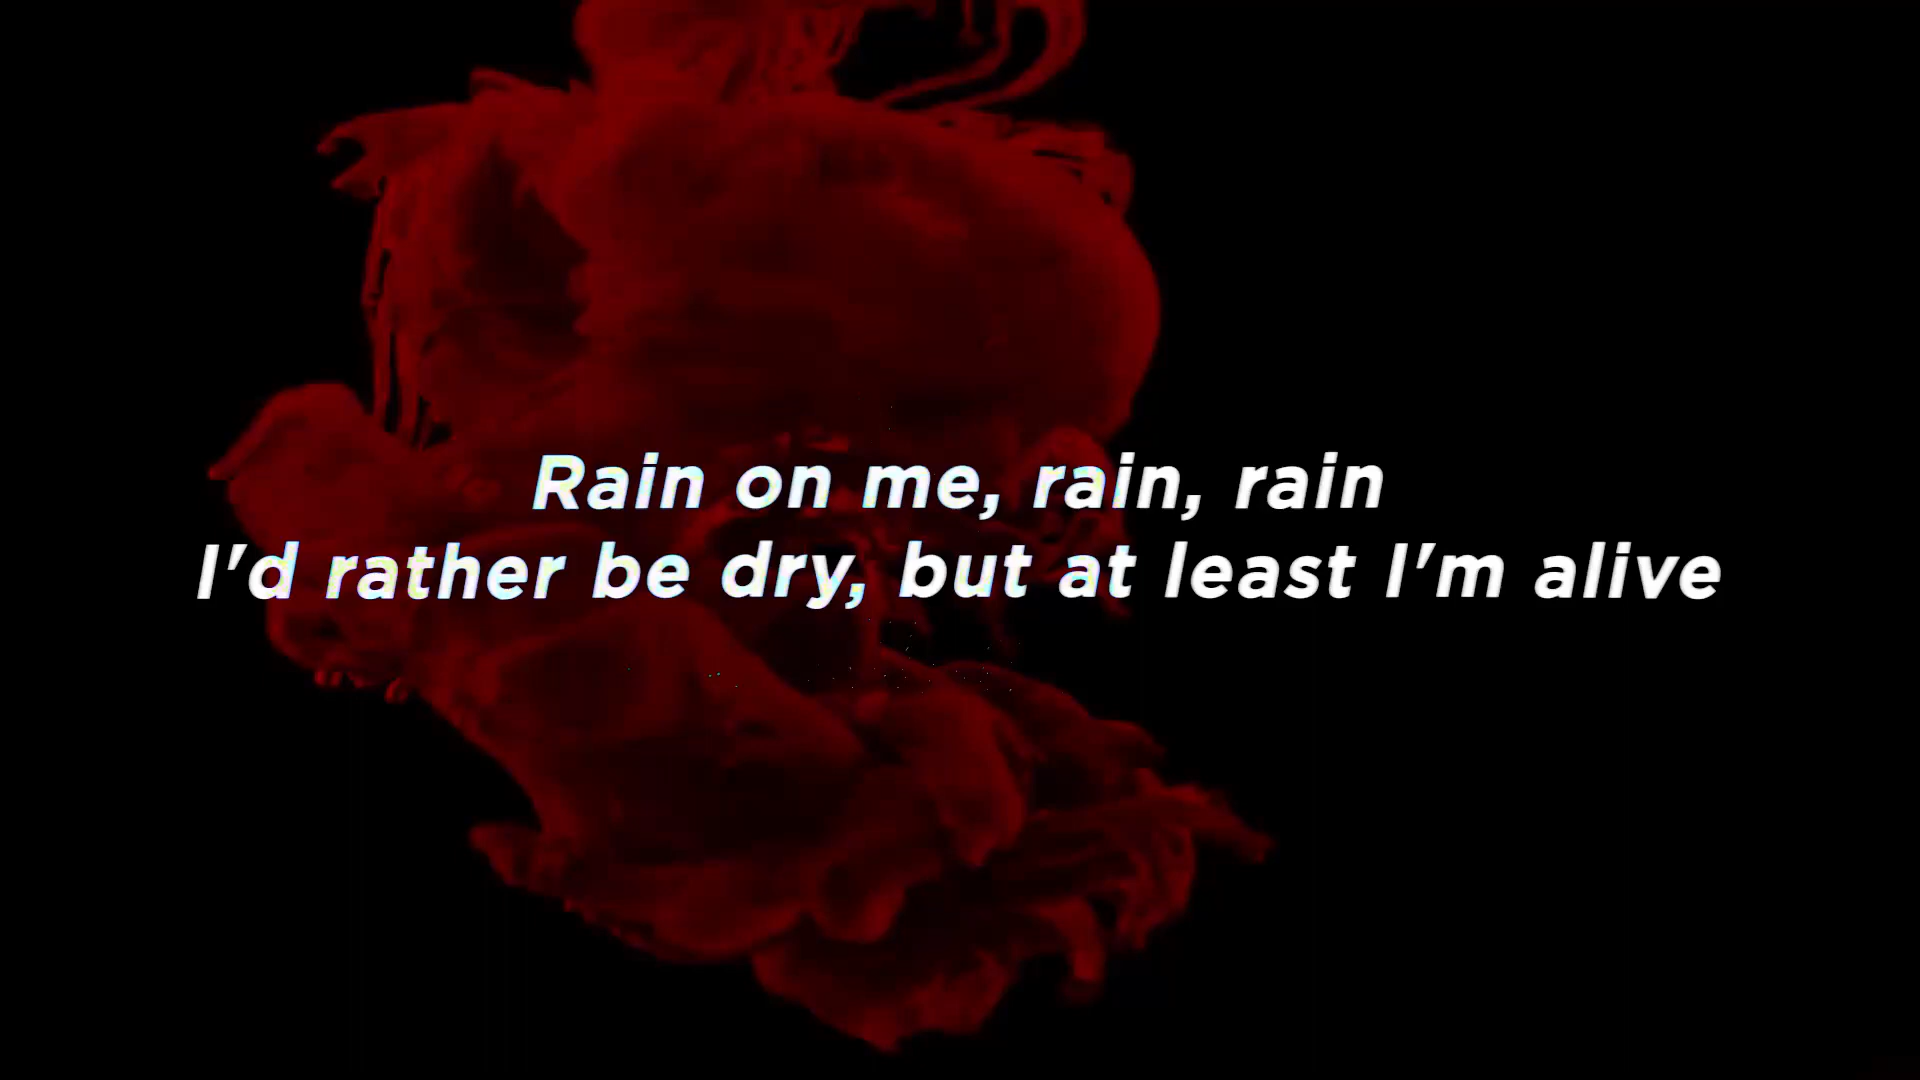 Rain on me, rain, rain
I'd rather be dry, but at least I'm alive